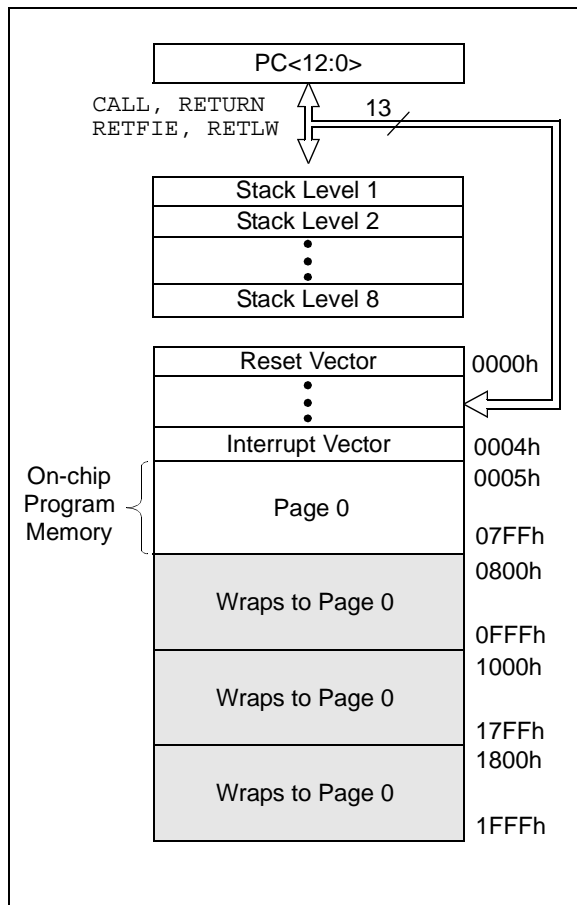 PC<12:0>
CALL, RETURN
RETFIE, RETLW
13
Stack Level 1
Stack Level 2
Stack Level 8
Reset Vector
0000h
Interrupt Vector
0004h
On-chip
Program
Memory
Page 0
0005h
07FFh
Wraps to Page 0
0800h
0FFFh
Wraps to Page 0
1000h
17FFh
Wraps to Page 0
1800h
1FFFh